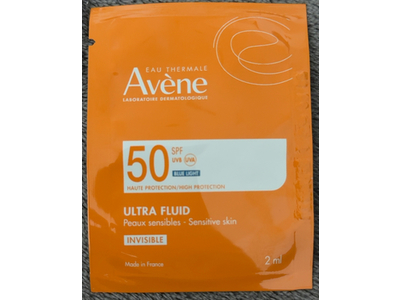 EAU THERMALE
Avène
LABORATOIRE DERMATOLOGIQUE
50 SPF
UVB UVA
BLUE LIGHT
HAUTE PROTECTION/HIGH PROTECTION
ULTRA FLUID
Peaux sensibles - Sensitive skin
INVISIBLE
Made in France
2 ml